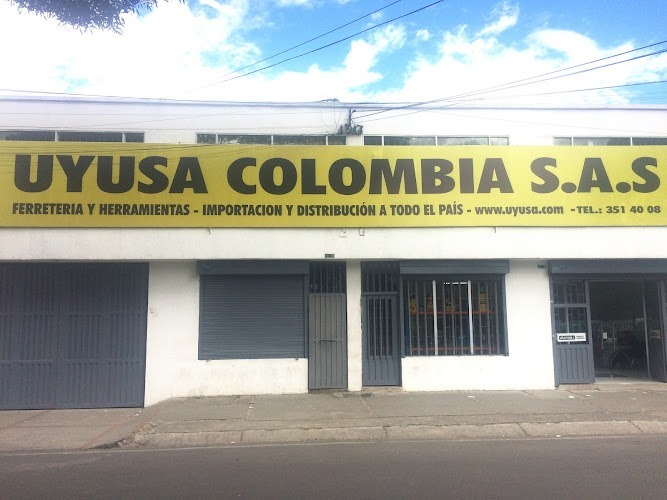 UYUSA COLOMBIA S.A.S
FERRETERIA Y HERRAMIENTAS - IMPORTACION Y DISTRIBUCIÓN A TODO EL PAÍS - www.uyusa.com - TEL.: 351 40 08